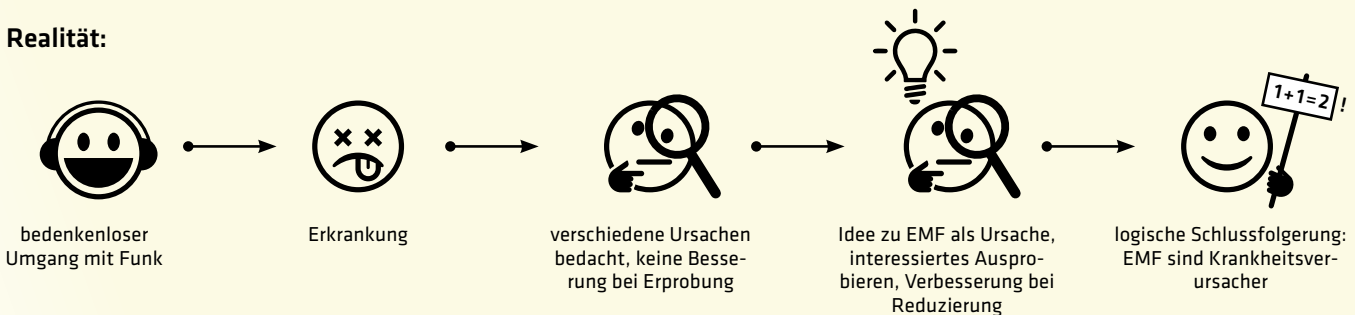 Realität:
1+1=2 !
bedenkenloser
Umgang mit Funk
Erkrankung
verschiedene Ursachen
bedacht, keine Besse-
rung bei Erprobung
Idee zu EMF als Ursache,
interessiertes Auspro-
bieren, Verbesserung bei
Reduzierung
logische Schlussfolgerung:
EMF sind Krankheitsver-
ursacher